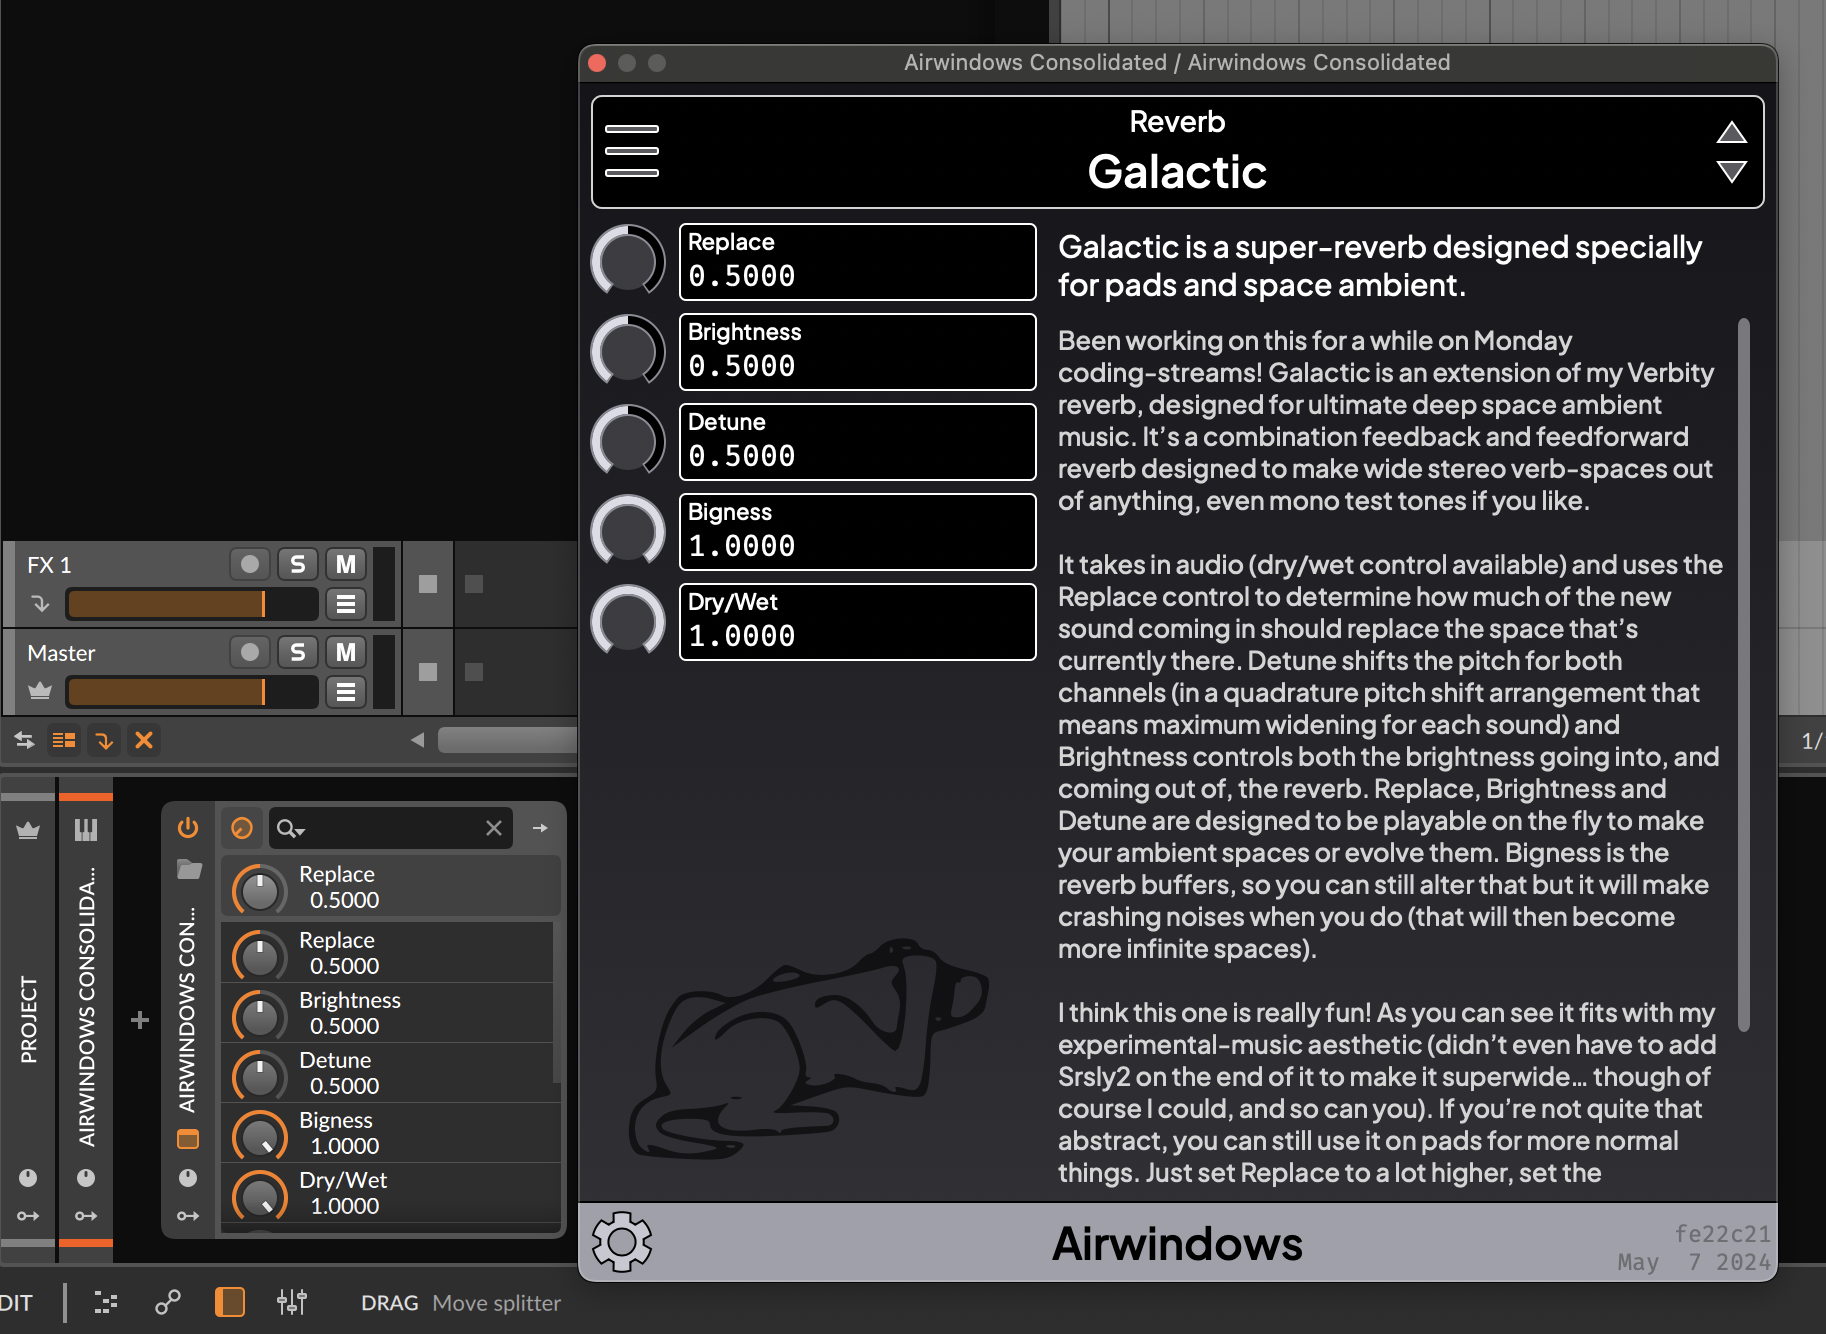 Airwindows Consolidated / Airwindows Consolidated
Reverb
Galactic
Replace
0.5000
Brightness
0.5000
Detune
0.5000
Bigness
1.0000
Dry/Wet
1.0000
Galactic is a super-reverb designed specially
for pads and space ambient.
Been working on this for a while on Monday
coding-streams! Galactic is an extension of my Verbity
reverb, designed for ultimate deep space ambient
music. It's a combination feedback and feedforward
reverb designed to make wide stereo verb-spaces out
of anything, even mono test tones if you like.
It takes in audio (dry/wet control available) and uses the
Replace control to determine how much of the new
sound coming in should replace the space that's
currently there. Detune shifts the pitch for both
channels (in a quadrature pitch shift arrangement that
means maximum widening for each sound) and
Brightness controls both the brightness going into, and
coming out of, the reverb. Replace, Brightness and
Detune are designed to be playable on the fly to make
your ambient spaces or evolve them. Bigness is the
reverb buffers, so you can still alter that but it will make
crashing noises when you do (that will then become
more infinite spaces).
I think this one is really fun! As you can see it fits with my
experimental-music aesthetic (didn't even have to add
Srsly2 on the end of it to make it superwide... though of
course I could, and so can you). If you're not quite that
abstract, you can still use it on pads for more normal
things. Just set Replace to a lot higher, set the
Airwindows
fe22c21
May 7 2024
FX 1
S
M
Master
S
M
1/
PROJECT
AIRWINDOWS CONSOLIDA...
AIRWINDOWS CON...
Replace
0.5000
Replace
0.5000
Brightness
0.5000
Detune
0.5000
Bigness
1.0000
Dry/Wet
1.0000
DIT
DRAG Move splitter